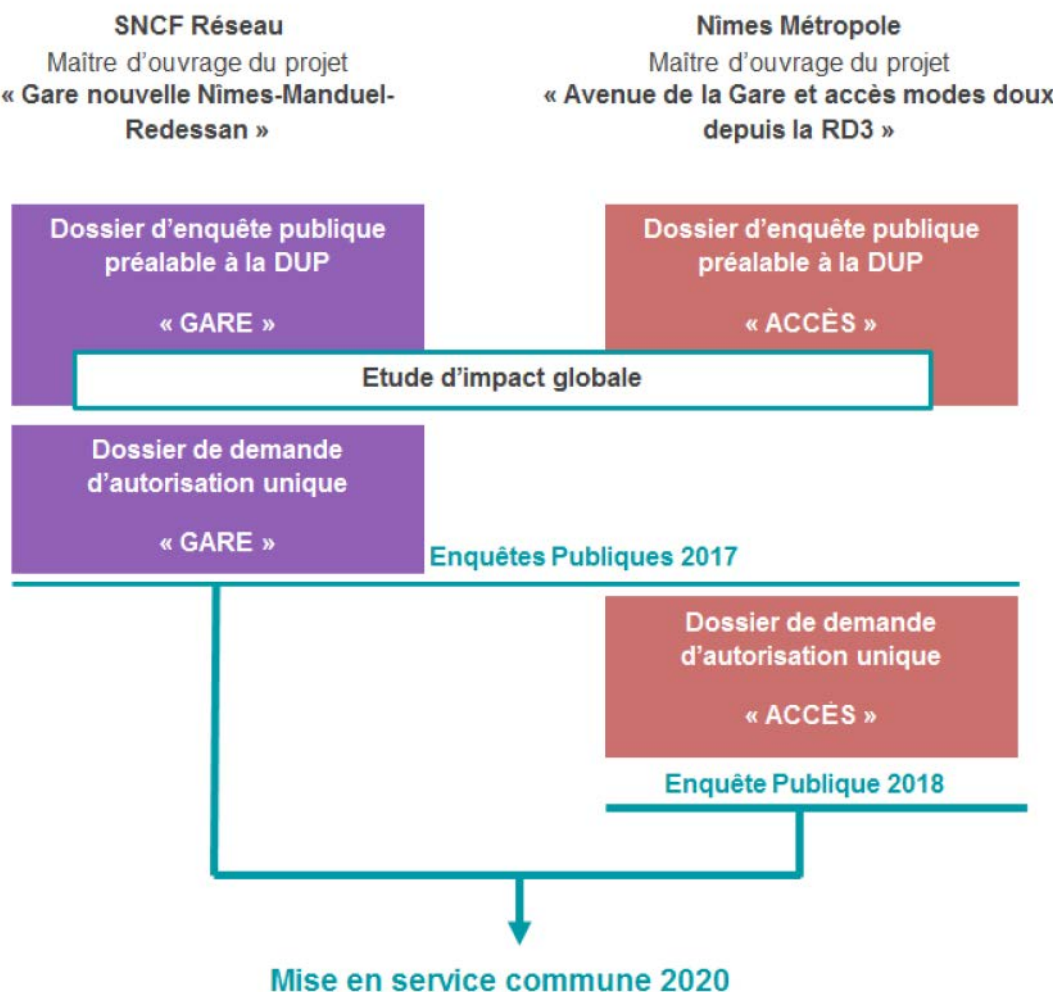 SNCF Réseau
Maître d'ouvrage du projet
« Gare nouvelle Nîmes-Manduel-
Redessan »
Nîmes Métropole
Maître d'ouvrage du projet
« Avenue de la Gare et accès modes doux
depuis la RD3 »
Dossier d'enquête publique
préalable à la DUP
« GARE »
Dossier d'enquête publique
préalable à la DUP
« ACCÈS »
Etude d'impact globale
Dossier de demande
d'autorisation unique
« GARE »
Enquêtes Publiques 2017
Dossier de demande
d'autorisation unique
« ACCÈS »
Enquête Publique 2018
Mise en service commune 2020